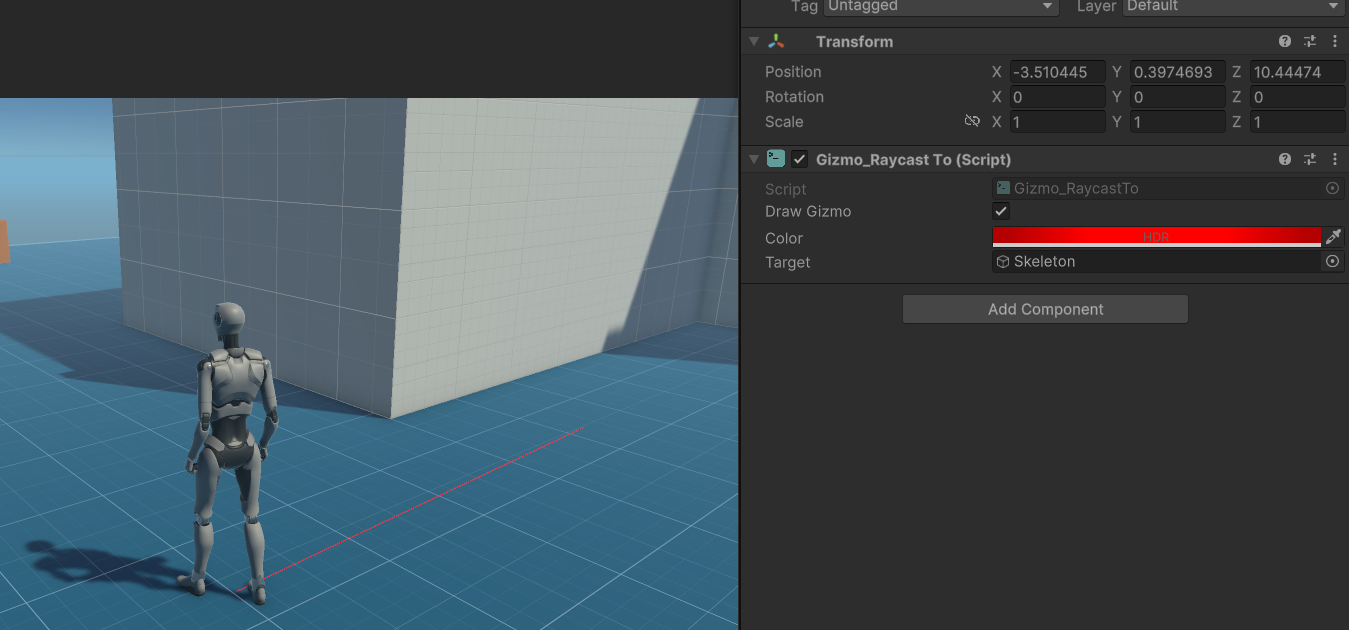 Tag Untagged Layer Default
Transform
Position X -3.510445 Y 0.3974693 Z 10.44474
Rotation X 0 Y 0 Z 0
Scale X 1 Y 1 Z 1
Gizmo_Raycast To (Script)
Script Gizmo_RaycastTo
Draw Gizmo
Color HDR
Target Skeleton
Add Component